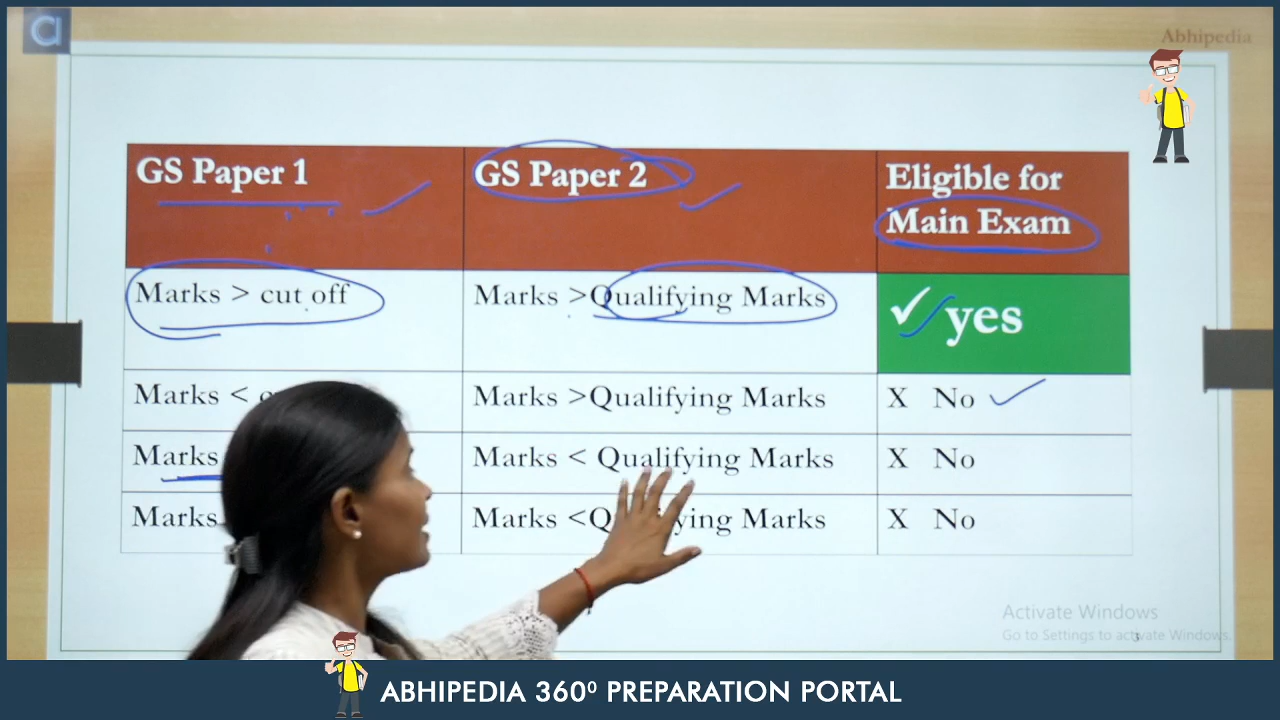 a
Abhipedia
GS Paper 1
GS Paper 2
Eligible for
Main Exam
Marks > cut off
Marks >Qualifying Marks
yes
Marks <
Marks >Qualifying Marks
X No
Marks
Marks < Qualifying Marks
X No
Marks
Marks <Qualifying Marks
X No
Activate Windows
Go to Settings to activate Windows.
3
ABHIPEDIA 360⁰ PREPARATION PORTAL